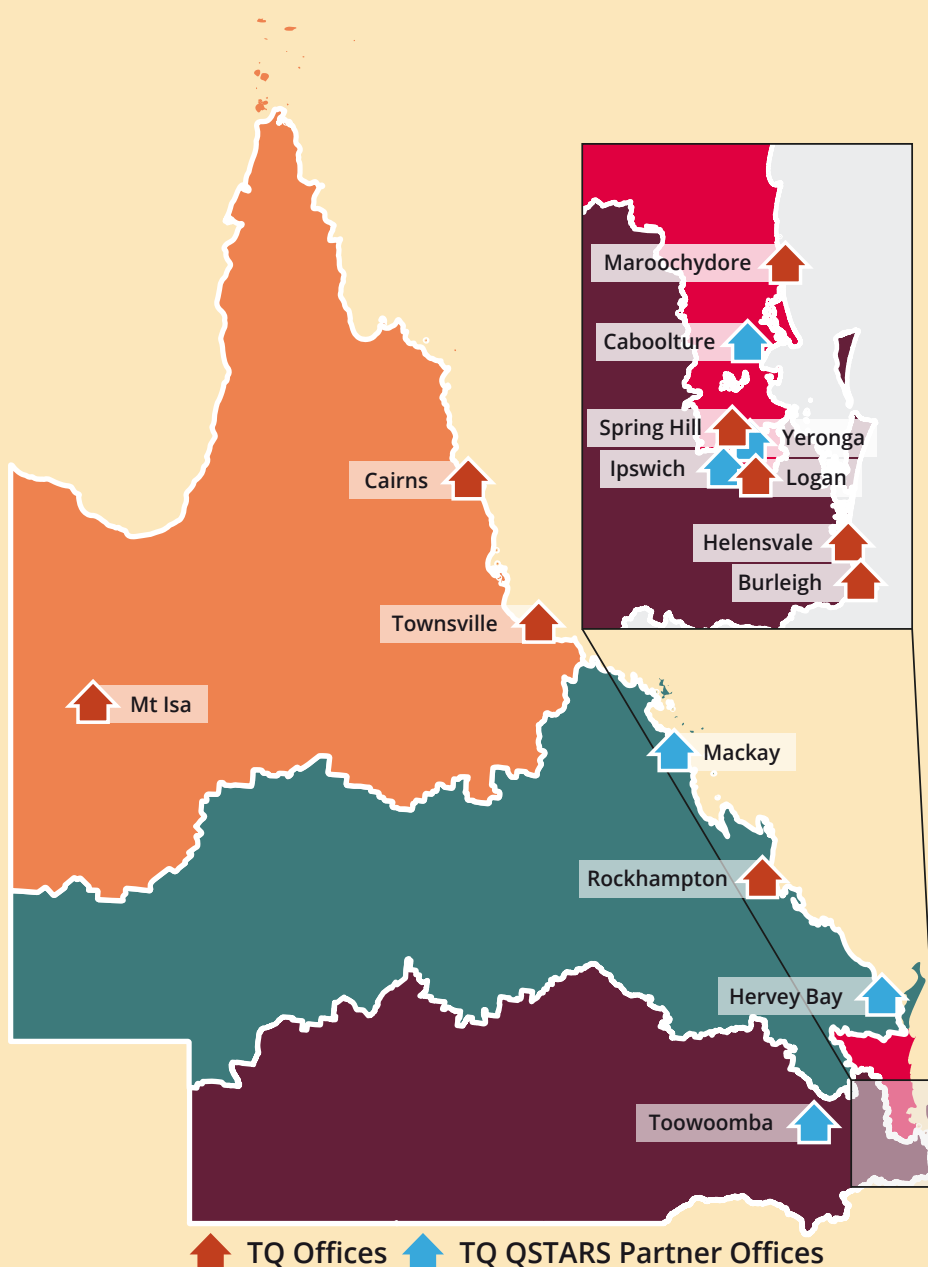 Maroochydore
Caboolture
Spring Hill
Yeronga
Ipswich
Logan
Cairns
Helensvale
Burleigh
Townsville
Mt Isa
Mackay
Rockhampton
Hervey Bay
Toowoomba
TQ Offices TQ QSTARS Partner Offices